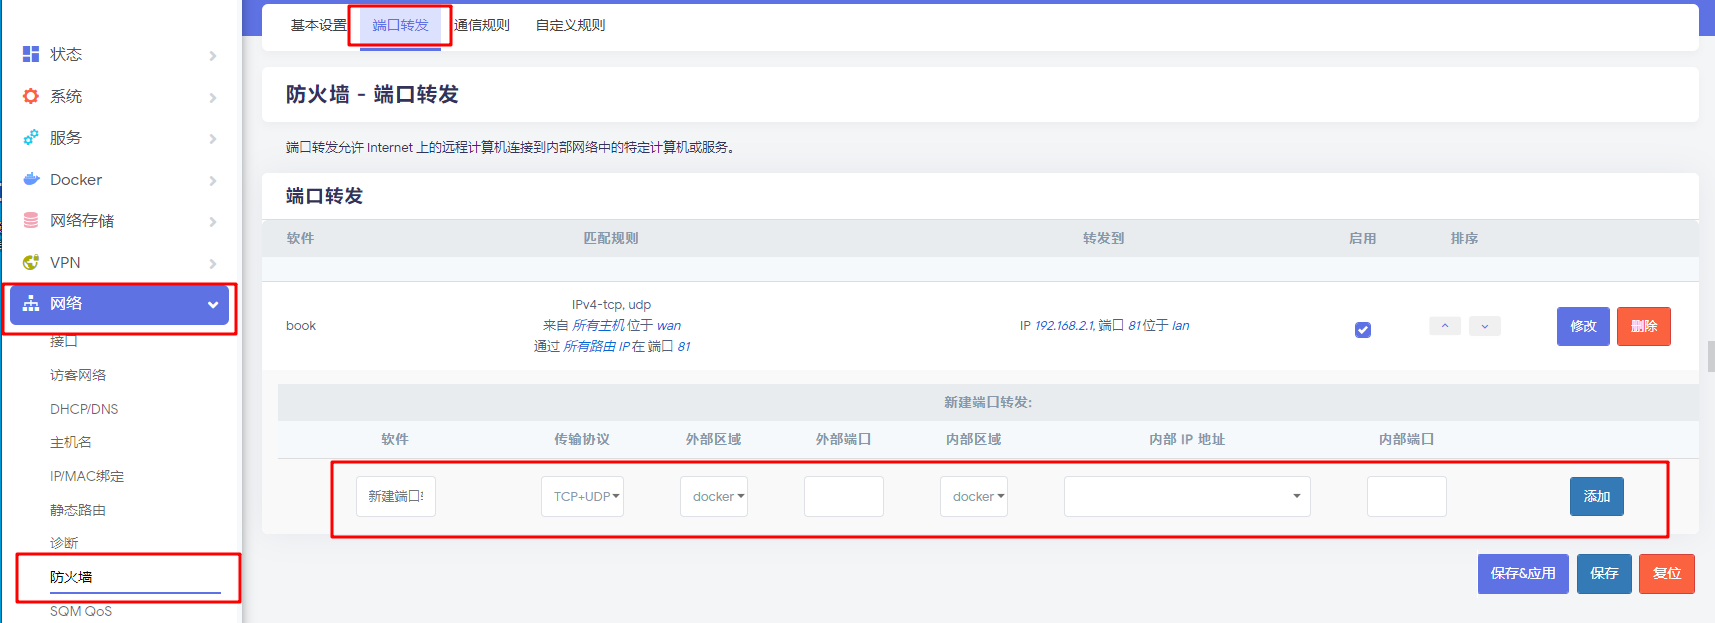 基本设置 端口转发 通信规则 自定义规则
状态
系统
服务
Docker
网络存储
VPN
网络
接口
访客网络
DHCP/DNS
主机名
IP/MAC绑定
静态路由
诊断
防火墙
SQM QoS
防火墙 - 端口转发
端口转发允许 Internet 上的远程计算机连接到内部网络中的特定计算机或服务。
端口转发
软件 匹配规则 转发到 启用 排序
book
IPv4-tcp, udp
来自 所有主机 位于 wan
通过 所有路由 IP 在 端口 81
IP 192.168.2.1, 端口 81 位于 lan
修改 删除
新建端口转发:
软件 传输协议 外部区域 外部端口 内部区域 内部 IP 地址 内部端口
新建端口 TCP+UDP docker docker 添加
保存&应用 保存 复位